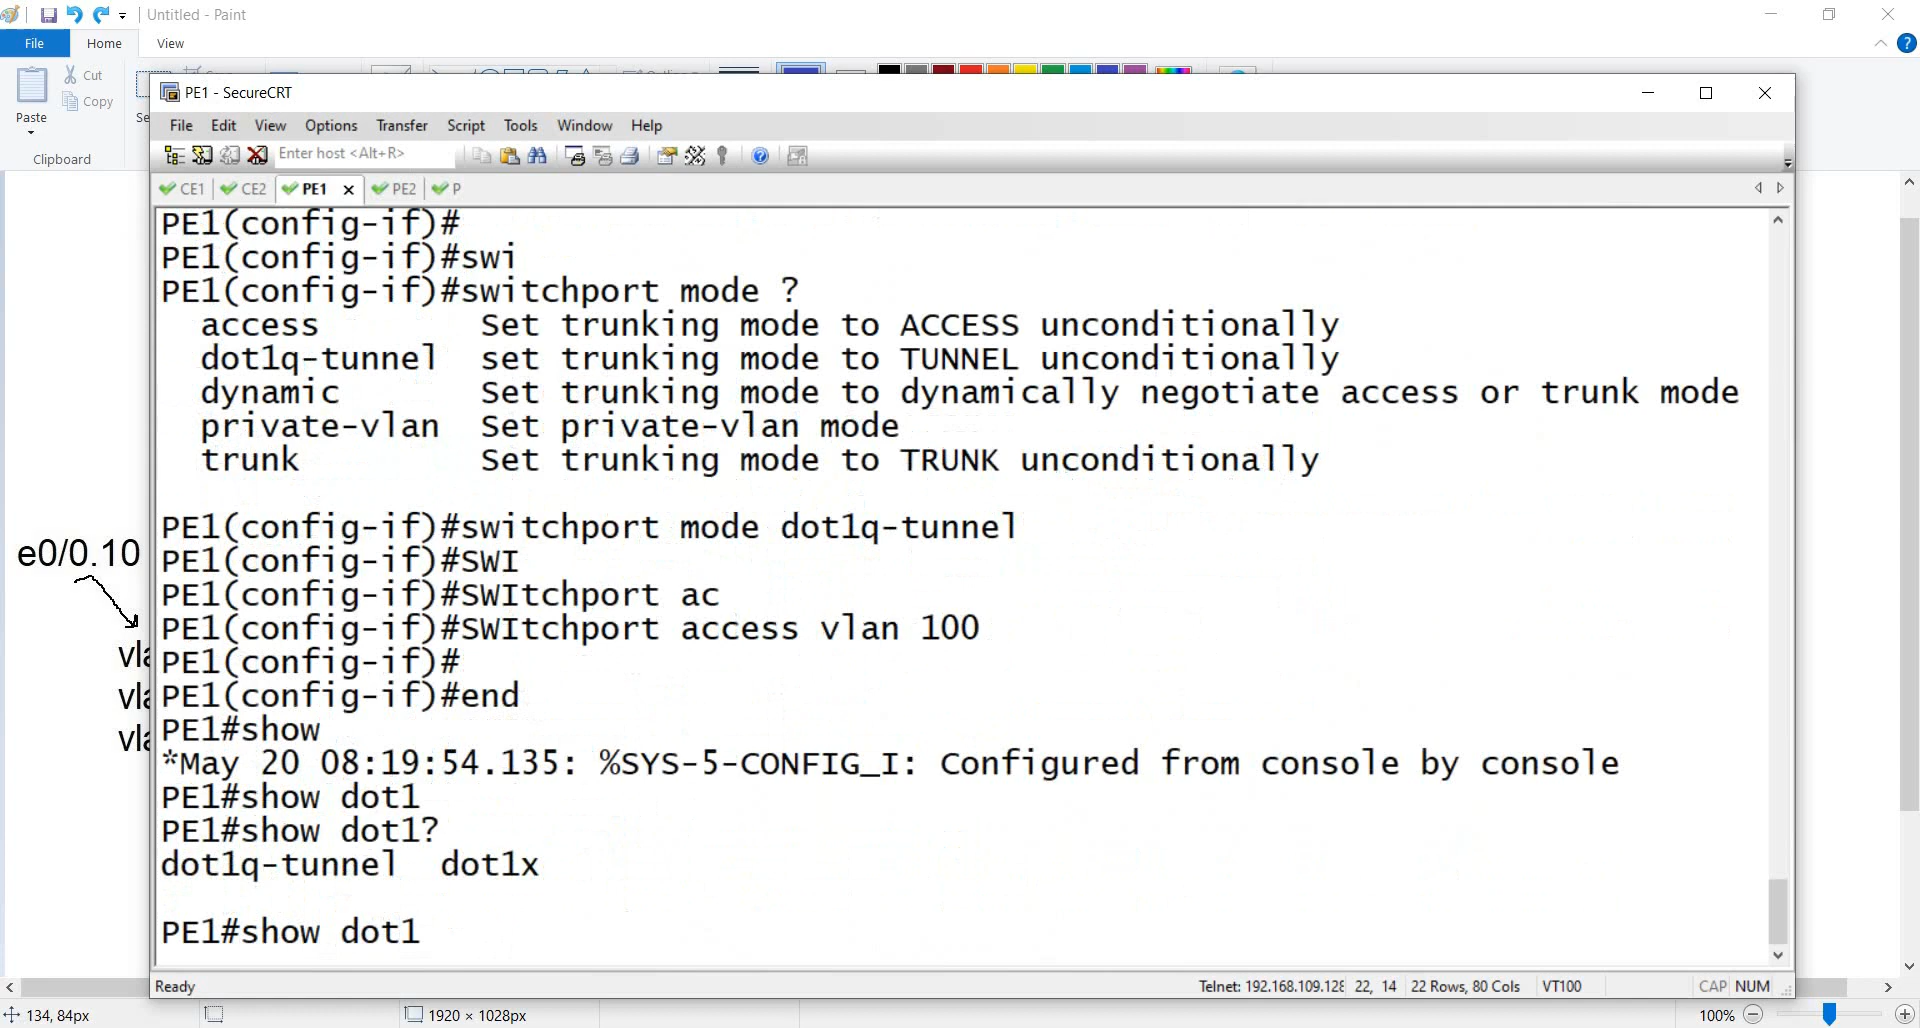 Untitled - Paint
File Home View
Cut
Copy
Paste
Clipboard
PE1 - SecureCRT
File Edit View Options Transfer Script Tools Window Help
Enter host <Alt+R>
CE1 CE2 PE1 PE2 P
PE1(config-if)#
PE1(config-if)#swi
PE1(config-if)#switchport mode ?
access Set trunking mode to ACCESS unconditionally
dot1q-tunnel set trunking mode to TUNNEL unconditionally
dynamic Set trunking mode to dynamically negotiate access or trunk mode
private-vlan Set private-vlan mode
trunk Set trunking mode to TRUNK unconditionally
PE1(config-if)#switchport mode dot1q-tunnel
PE1(config-if)#SWI
PE1(config-if)#SWItchport ac
PE1(config-if)#SWItchport access vlan 100
PE1(config-if)#
PE1(config-if)#end
PE1#show
*May 20 08:19:54.135: %SYS-5-CONFIG_I: Configured from console by console
PE1#show dot1
PE1#show dot1?
dot1q-tunnel dot1x
PE1#show dot1
e0/0.10
Ready Telnet: 192.168.109.128 22, 14 22 Rows, 80 Cols VT100 CAP NUM
134, 84px 1920 × 1028px 100%